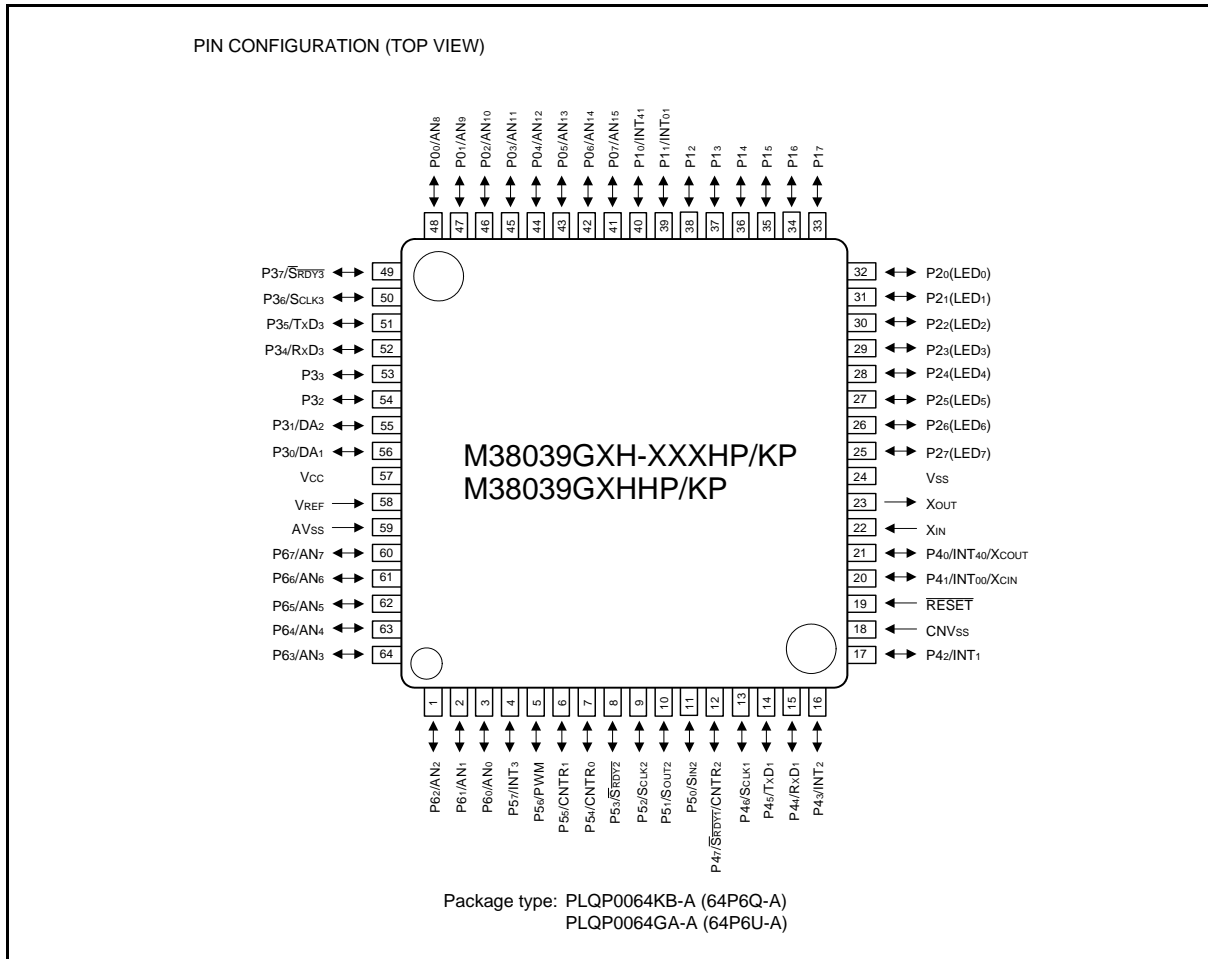 PIN CONFIGURATION (TOP VIEW)
P00/AN8
P01/AN9
P02/AN10
P03/AN11
P04/AN12
P05/AN13
P06/AN14
P07/AN15
P10/INT41
P11/INT01
P12
P13
P14
P15
P16
P17
48 47 46 45 44 43 42 41 40 39 38 37 36 35 34 33
P37/SRDY3 49
P36/SCLK3 50
P35/TXD3 51
P34/RXD3 52
P33 53
P32 54
P31/DA2 55
P30/DA1 56
VCC 57
VREF 58
AVSS 59
P67/AN7 60
P66/AN6 61
P65/AN5 62
P64/AN4 63
P63/AN3 64
M38039GXH-XXXHP/KP
M38039GXHHP/KP
32 P20(LED0)
31 P21(LED1)
30 P22(LED2)
29 P23(LED3)
28 P24(LED4)
27 P25(LED5)
26 P26(LED6)
25 P27(LED7)
24 VSS
23 XOUT
22 XIN
21 P40/INT40/XCOUT
20 P41/INT00/XCIN
19 RESET
18 CNVSS
17 P42/INT1
1 2 3 4 5 6 7 8 9 10 11 12 13 14 15 16
P62/AN2
P61/AN1
P60/AN0
P57/INT3
P56/PWM
P55/CNTR1
P54/CNTR0
P53/SRDY2
P52/SCLK2
P51/SOUT2
P50/SIN2
P47/SRDY1/CNTR2
P46/SCLK1
P45/TXD1
P44/RXD1
P43/INT2
Package type: PLQP0064KB-A (64P6Q-A)
PLQP0064GA-A (64P6U-A)